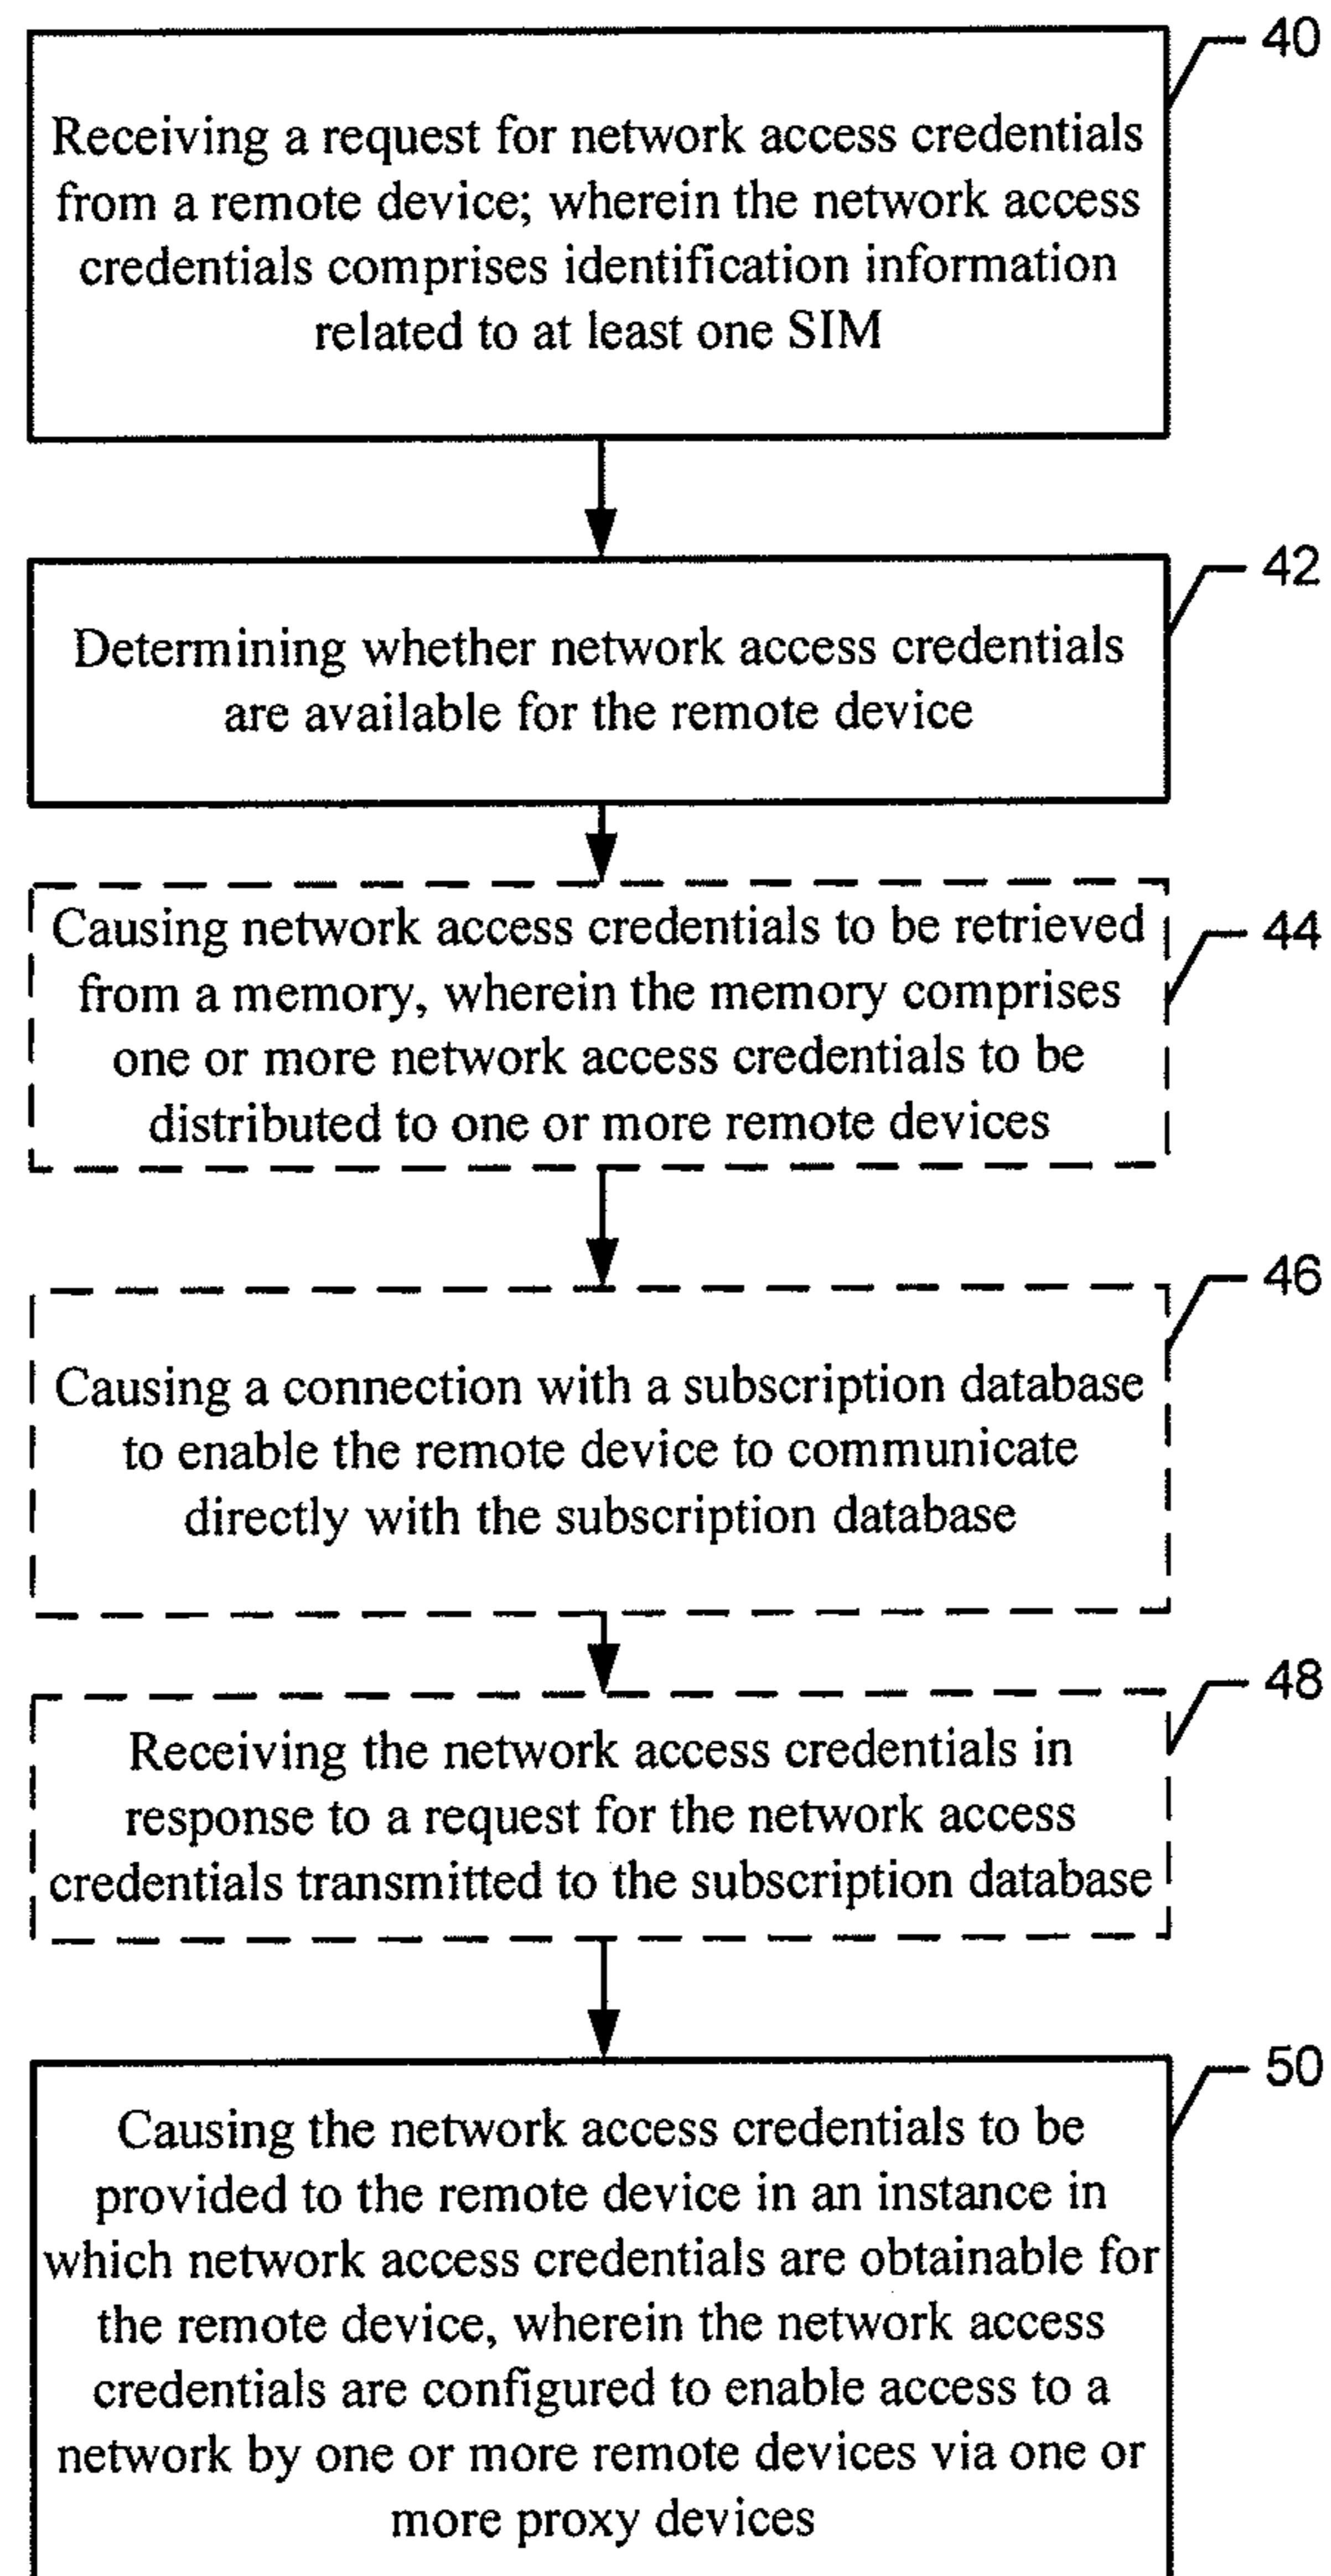 40
Receiving a request for network access credentials
from a remote device; wherein the network access
credentials comprises identification information
related to at least one SIM
42
Determining whether network access credentials
are available for the remote device
44
Causing network access credentials to be retrieved
from a memory, wherein the memory comprises
one or more network access credentials to be
distributed to one or more remote devices
46
Causing a connection with a subscription database
to enable the remote device to communicate
directly with the subscription database
48
Receiving the network access credentials in
response to a request for the network access
credentials transmitted to the subscription database
50
Causing the network access credentials to be
provided to the remote device in an instance in
which network access credentials are obtainable for
the remote device, wherein the network access
credentials are configured to enable access to a
network by one or more remote devices via one or
more proxy devices